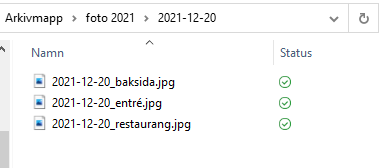 Arkivmapp > foto 2021 > 2021-12-20
Namn Status
2021-12-20_baksida.jpg
2021-12-20_entré.jpg
2021-12-20_restaurang.jpg